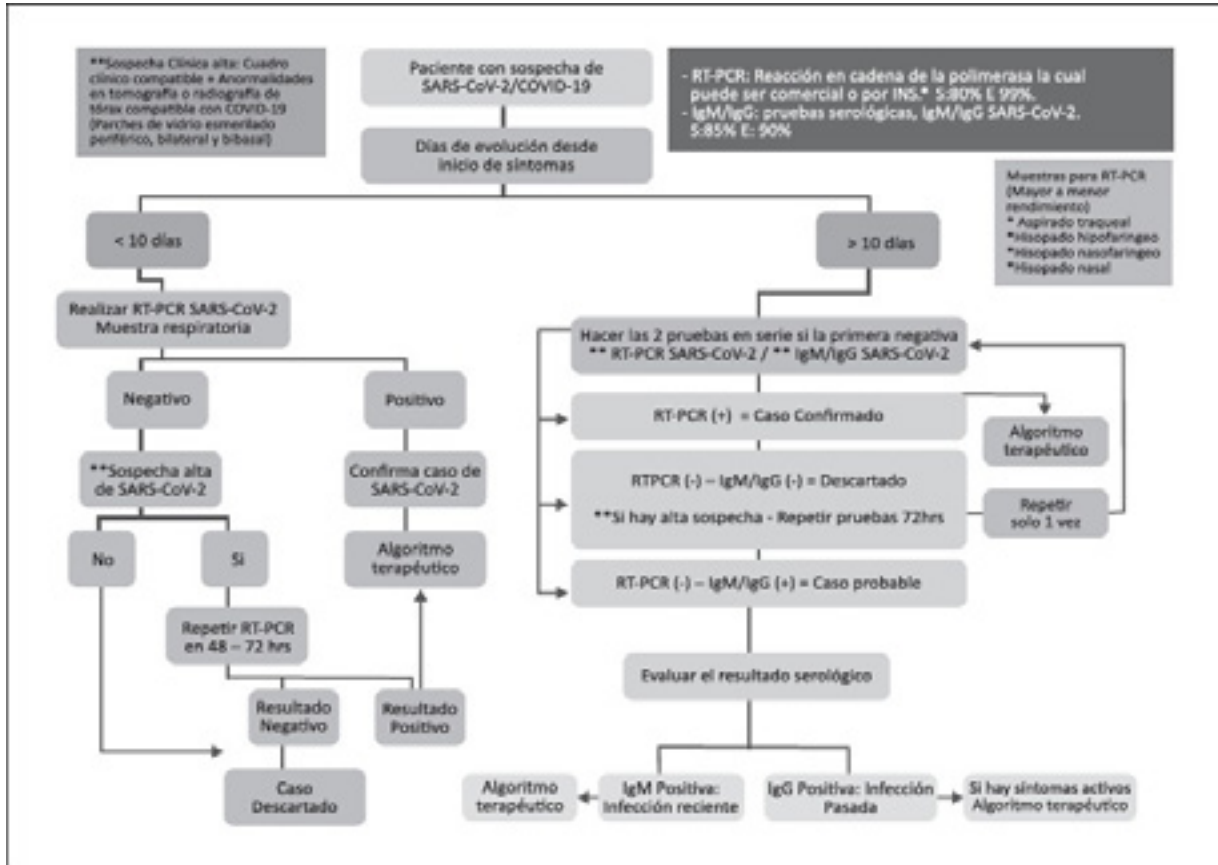 **Sospecha Clínica alta: Cuadro
clínico compatible + Anormalidades
en tomografía o radiografía de
tórax compatible con COVID-19
(Parches de vidrio esmerilado
periférico, bilateral y bibasal)
Paciente con sospecha de
SARS-CoV-2/COVID-19
- RT-PCR: Reacción en cadena de la polimerasa la cual
puede ser comercial o por INS.* S:80% E 99%.
- IgM/IgG: pruebas serológicas, IgM/IgG SARS-CoV-2.
S:85% E: 90%
Días de evolución desde
inicio de síntomas
Muestras para RT-PCR
(Mayor a menor
rendimiento)
* Aspirado traqueal
*Hisopado hipofaringeo
*Hisopado nasofaringeo
*Hisopado nasal
< 10 días
> 10 días
Realizar RT-PCR SARS-CoV-2
Muestra respiratoria
Negativo
Positivo
**Sospecha alta
de SARS-CoV-2
Confirma caso de
SARS-CoV-2
No
Si
Algoritmo
terapéutico
Repetir RT-PCR
en 48 – 72 hrs
Resultado
Negativo
Resultado
Positivo
Caso
Descartado
Hacer las 2 pruebas en serie si la primera negativa
** RT-PCR SARS-CoV-2 / ** IgM/IgG SARS-CoV-2
RT-PCR (+) = Caso Confirmado
Algoritmo
terapéutico
RTPCR (-) – IgM/IgG (-) = Descartado
**Si hay alta sospecha - Repetir pruebas 72hrs
Repetir
solo 1 vez
RT-PCR (-) – IgM/IgG (+) = Caso probable
Evaluar el resultado serológico
Algoritmo
terapéutico
IgM Positiva:
Infección reciente
IgG Positiva: Infección
Pasada
Si hay síntomas activos
Algoritmo terapéutico